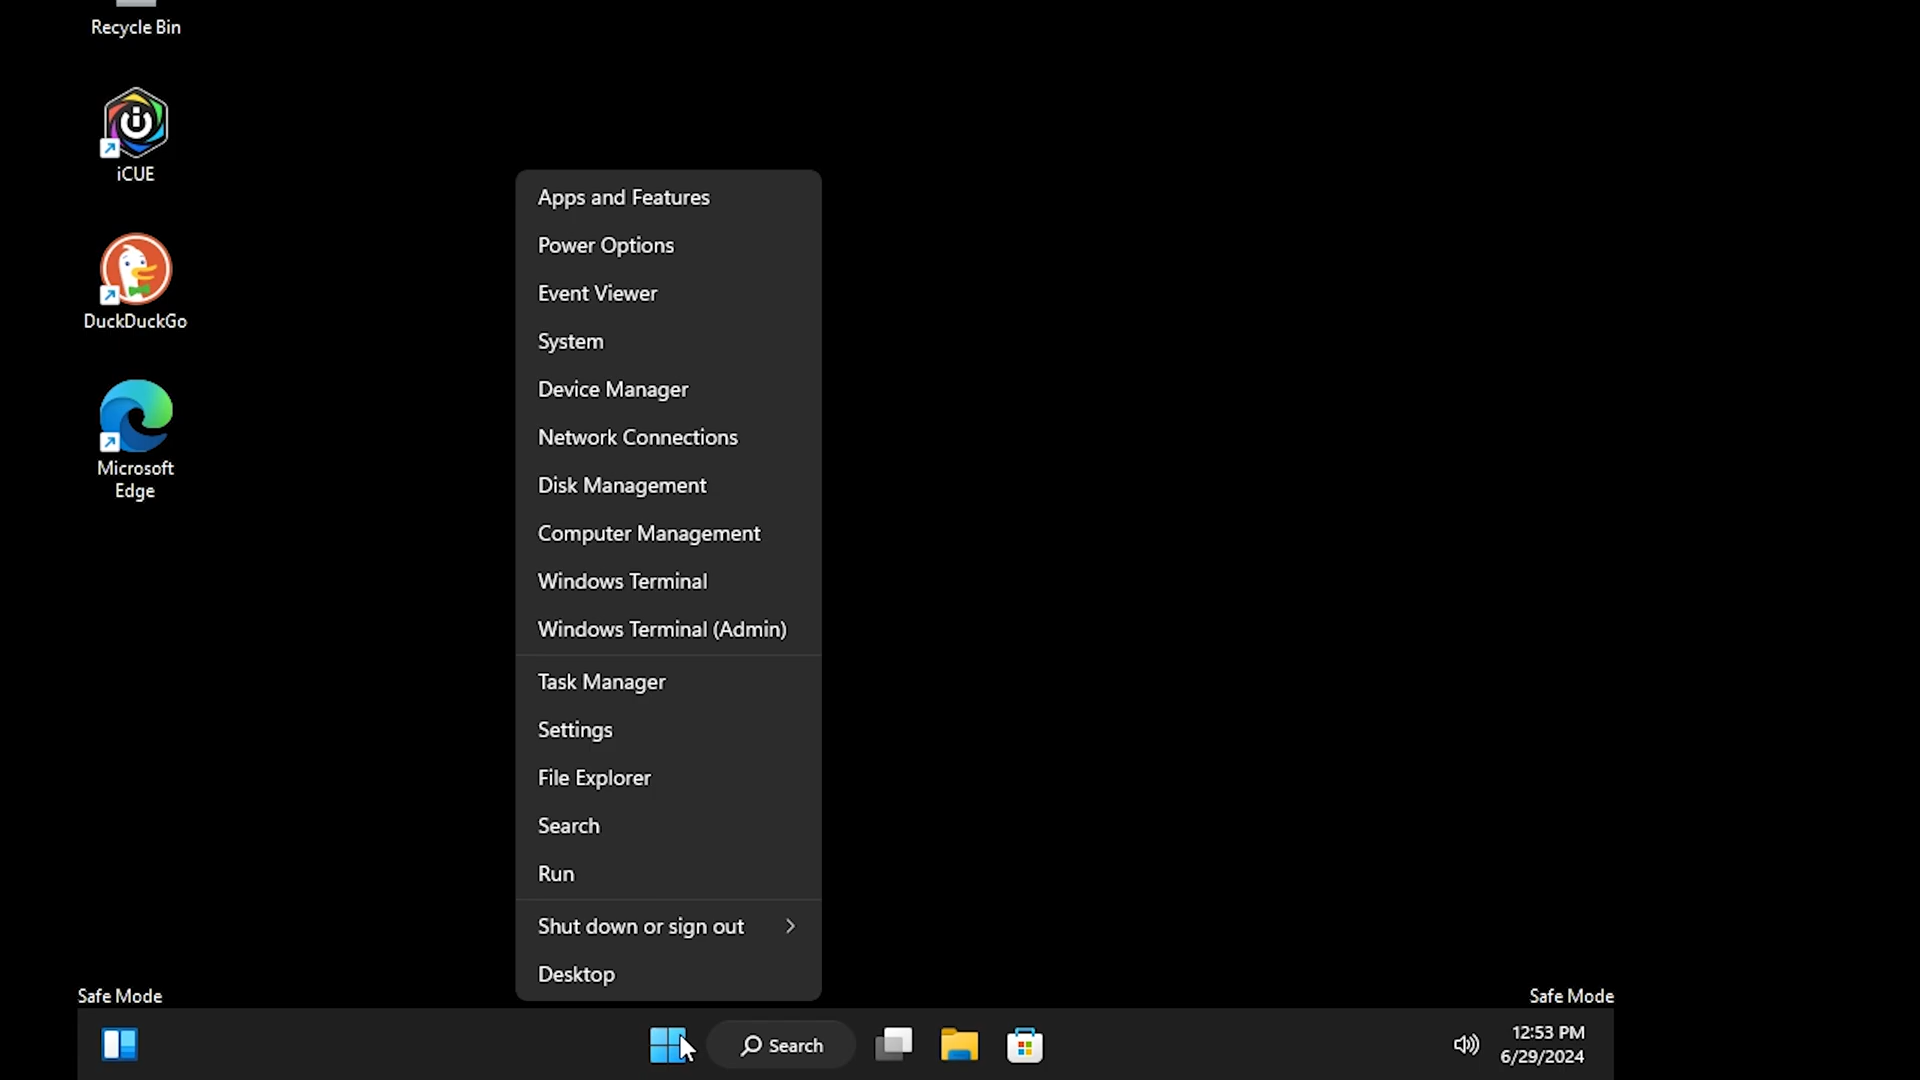 Recycle Bin
iCUE
DuckDuckGo
Microsoft
Edge
Apps and Features
Power Options
Event Viewer
System
Device Manager
Network Connections
Disk Management
Computer Management
Windows Terminal
Windows Terminal (Admin)
Task Manager
Settings
File Explorer
Search
Run
Shut down or sign out
Desktop
Safe Mode
Safe Mode
Search
12:53 PM
6/29/2024